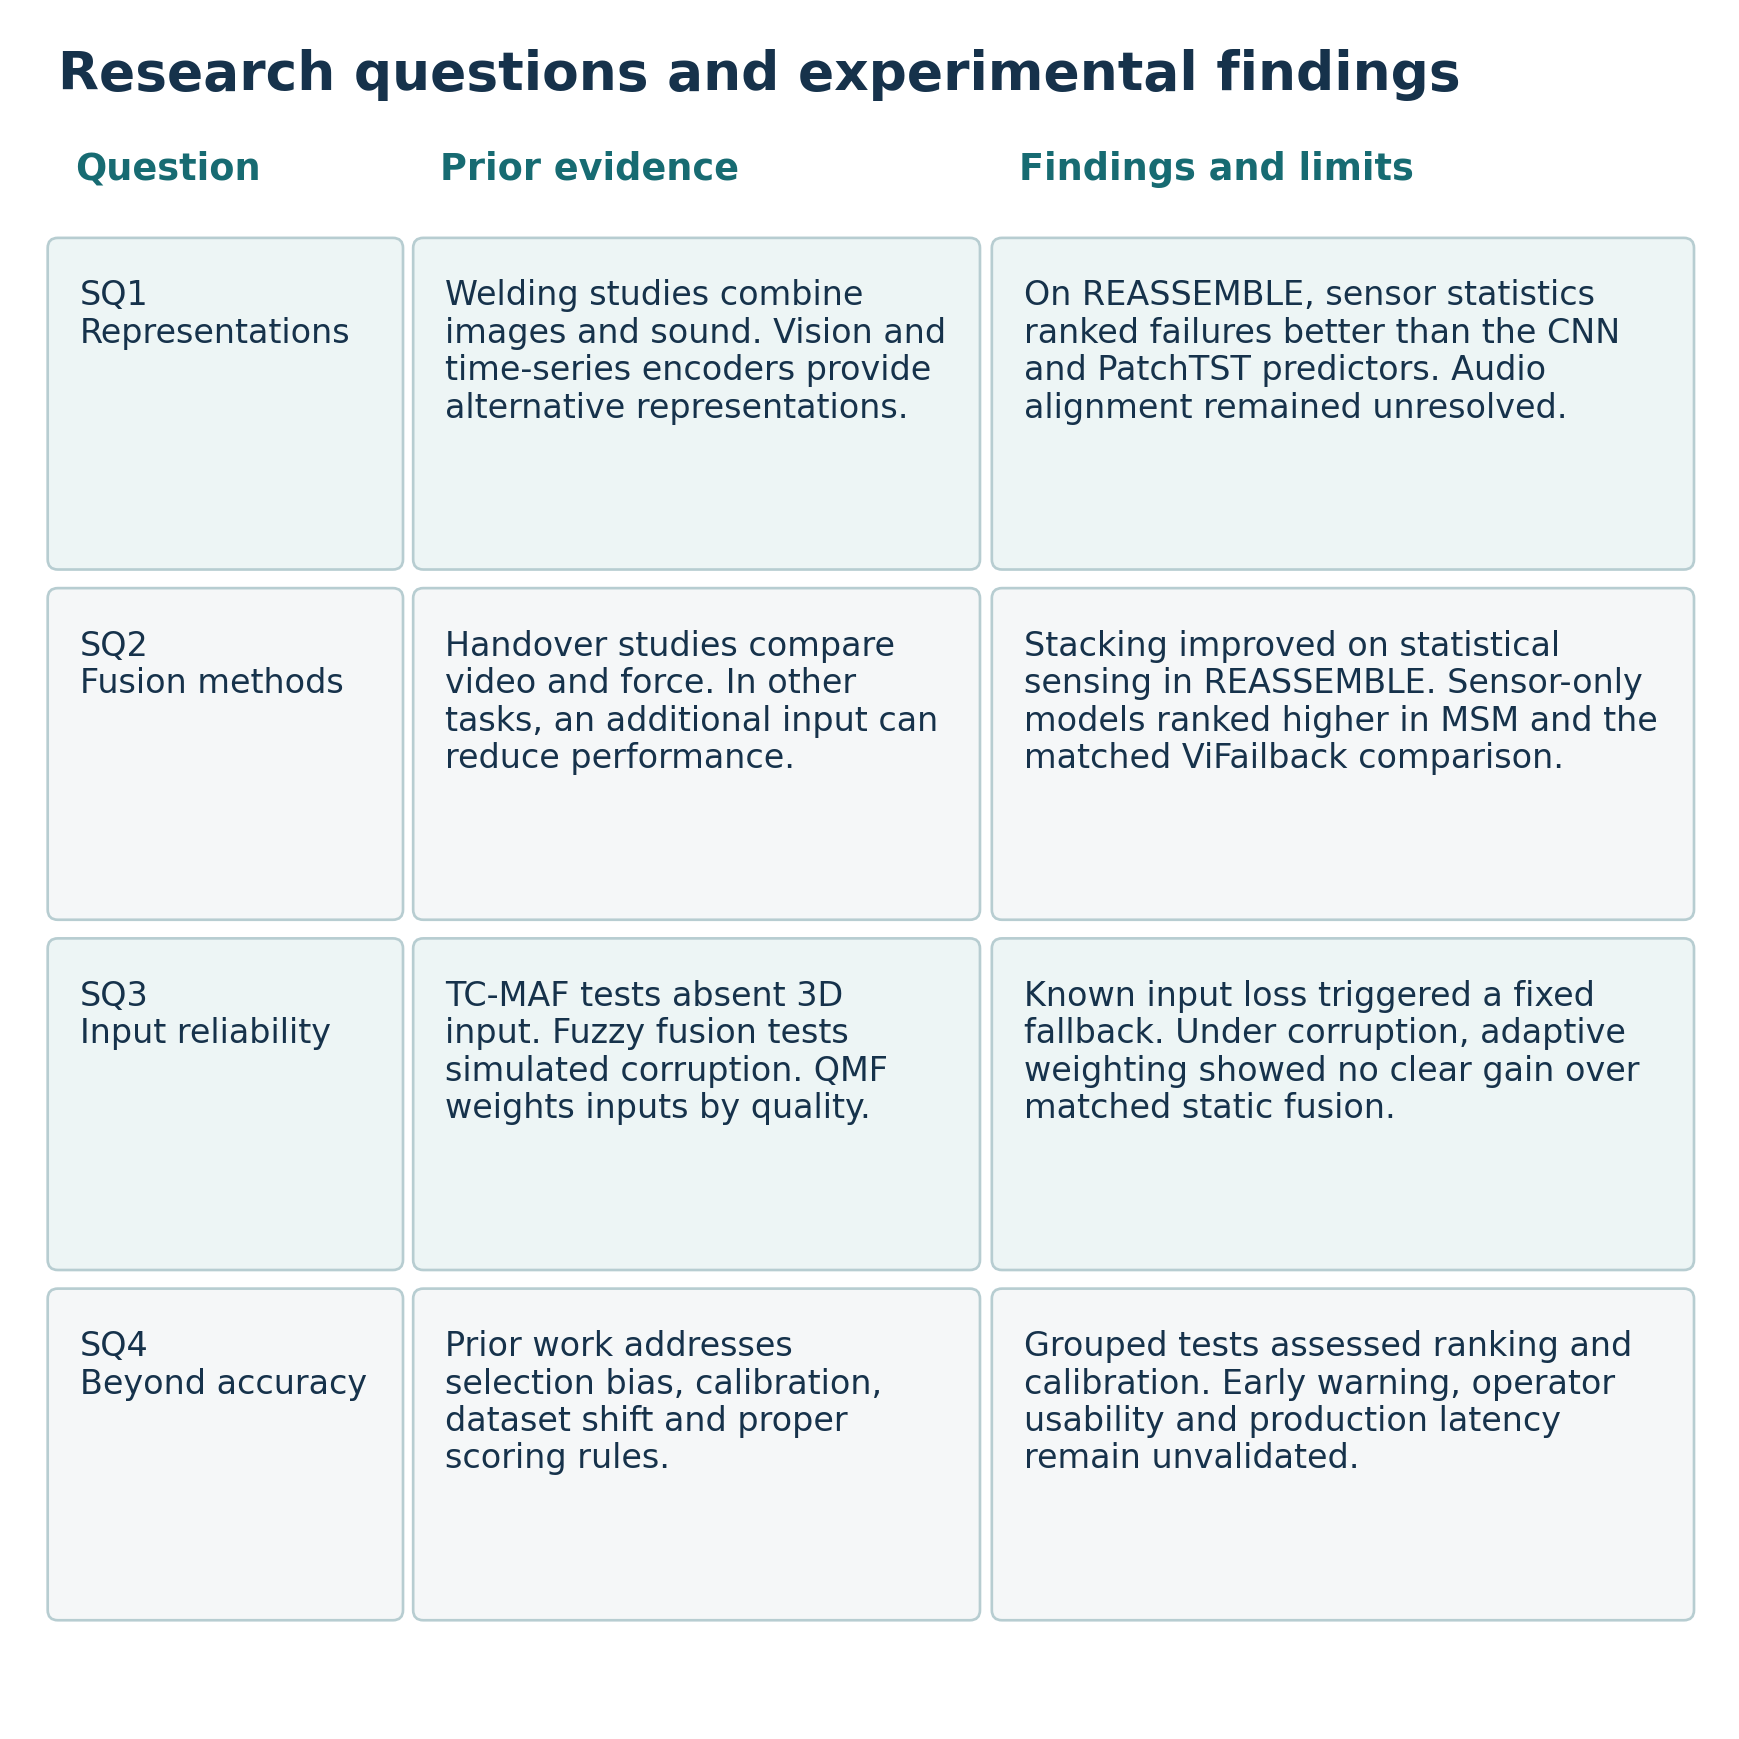 Research questions and experimental findings
Question
Prior evidence
Findings and limits
SQ1
Representations
Welding studies combine
images and sound. Vision and
time-series encoders provide
alternative representations.
On REASSEMBLE, sensor statistics
ranked failures better than the CNN
and PatchTST predictors. Audio
alignment remained unresolved.
SQ2
Fusion methods
Handover studies compare
video and force. In other
tasks, an additional input can
reduce performance.
Stacking improved on statistical
sensing in REASSEMBLE. Sensor-only
models ranked higher in MSM and the
matched ViFailback comparison.
SQ3
Input reliability
TC-MAF tests absent 3D
input. Fuzzy fusion tests
simulated corruption. QMF
weights inputs by quality.
Known input loss triggered a fixed
fallback. Under corruption, adaptive
weighting showed no clear gain over
matched static fusion.
SQ4
Beyond accuracy
Prior work addresses
selection bias, calibration,
dataset shift and proper
scoring rules.
Grouped tests assessed ranking and
calibration. Early warning, operator
usability and production latency
remain unvalidated.